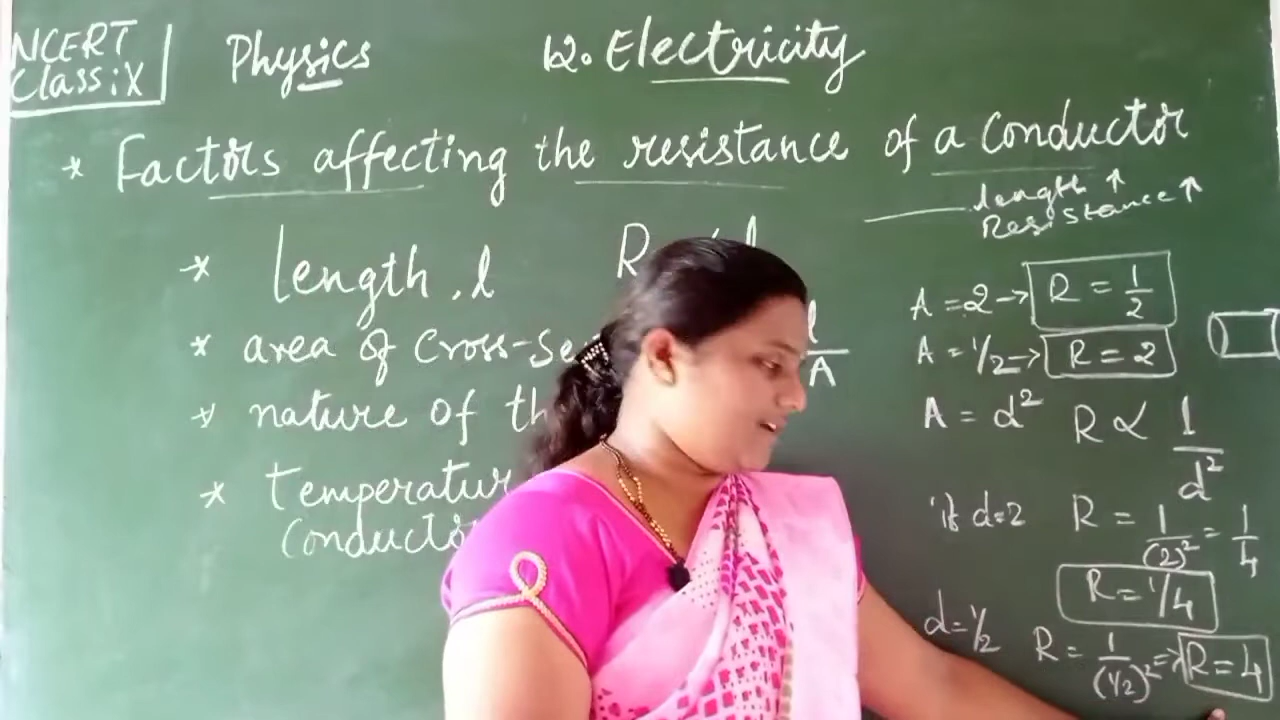 NCERT
Class:X
Physics
12. Electricity
* Factors affecting the resistance of a conductor
length ↑
Resistance ↑
* length, l R
* area of cross-se
l/A
* nature of th
* Temperatur
Conducto
A = 2 → R = 1/2
A = 1/2 → R = 2
A = d² R ∝ 1/d²
if d=2 R = 1/(2)² = 1/4
R = 1/4
d = 1/2 R = 1/(1/2)² => R = 4